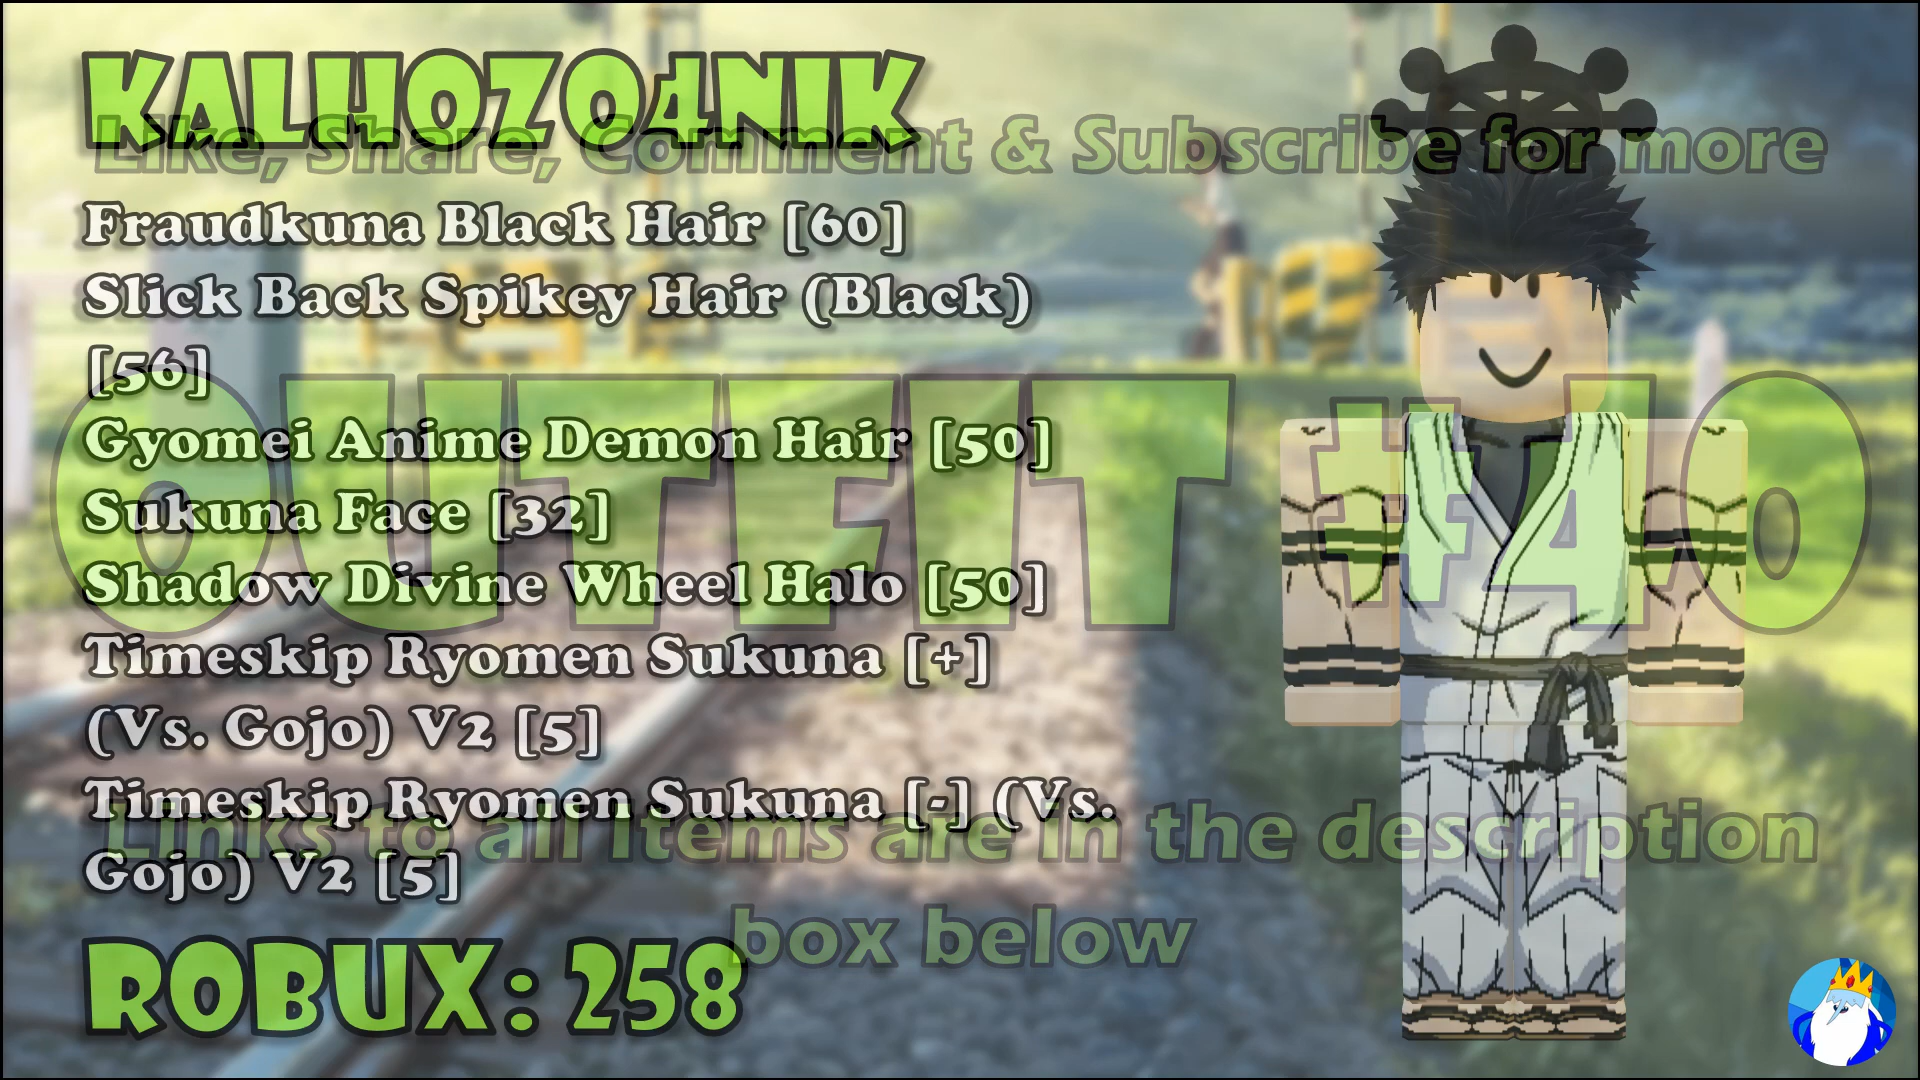 KALHOZO4NIK
Like, Share, Comment & Subscribe for more
Fraudkuna Black Hair [60]
Slick Back Spikey Hair (Black)
[56]
OUTFIT #40
Gyomei Anime Demon Hair [50]
Sukuna Face [32]
Shadow Divine Wheel Halo [50]
Timeskip Ryomen Sukuna [+]
(Vs. Gojo) V2 [5]
Timeskip Ryomen Sukuna [-] (Vs.
Gojo) V2 [5]
Links to all items are in the description
box below
ROBUX: 258